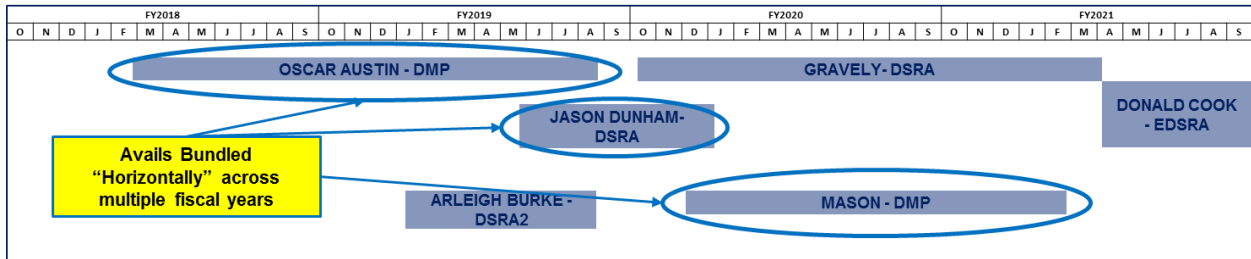 FY2018 FY2019 FY2020 FY2021
O N D J F M A M J J A S O N D J F M A M J J A S O N D J F M A M J J A S O N D J F M A M J J A S
OSCAR AUSTIN - DMP
GRAVELY- DSRA
JASON DUNHAM-
DSRA
DONALD COOK
- EDSRA
Avails Bundled
“Horizontally” across
multiple fiscal years
ARLEIGH BURKE -
DSRA2
MASON - DMP